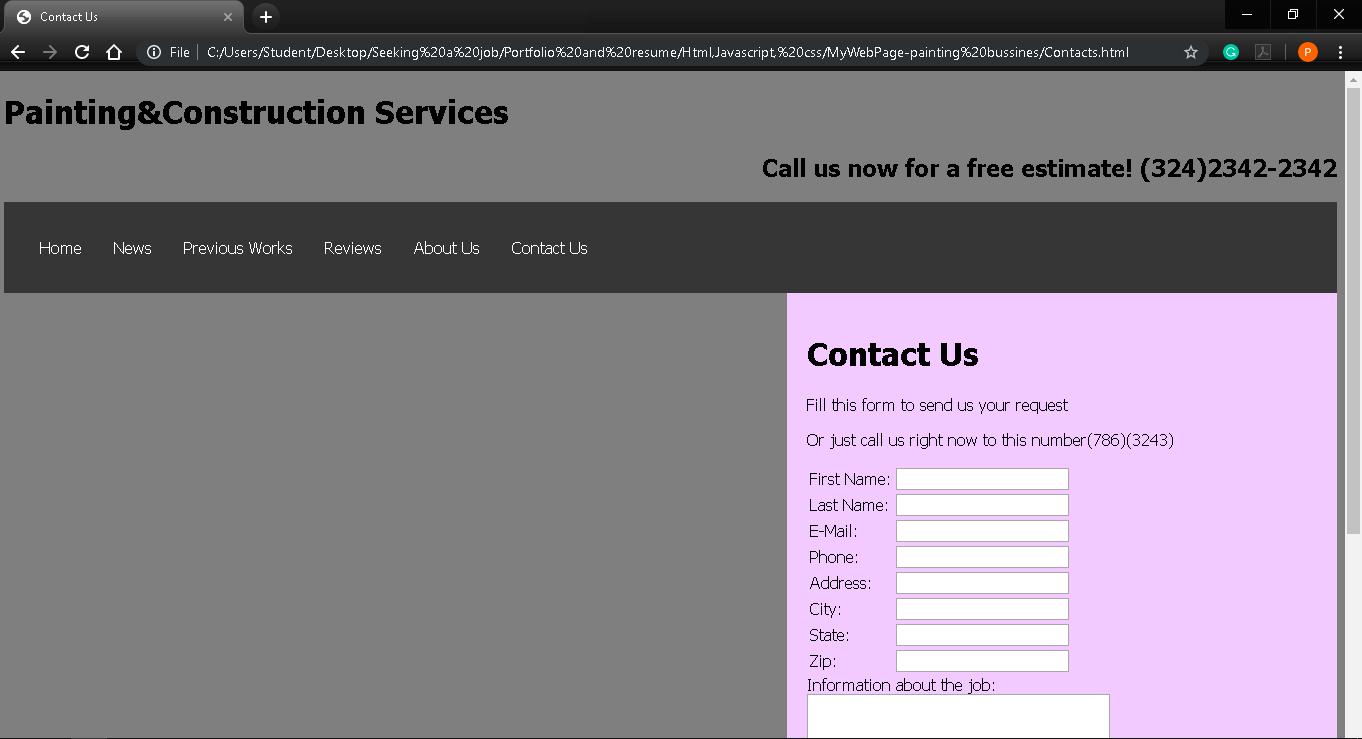 Contact Us
File C:/Users/Student/Desktop/Seeking%20a%20job/Portfolio%20and%20resume/Html,Javascript,%20css/MyWebPage-painting%20bussines/Contacts.html
P
Painting&Construction Services
Call us now for a free estimate! (324)2342-2342
Home News Previous Works Reviews About Us Contact Us
Contact Us
Fill this form to send us your request
Or just call us right now to this number(786)(3243)
First Name:
Last Name:
E-Mail:
Phone:
Address:
City:
State:
Zip:
Information about the job: